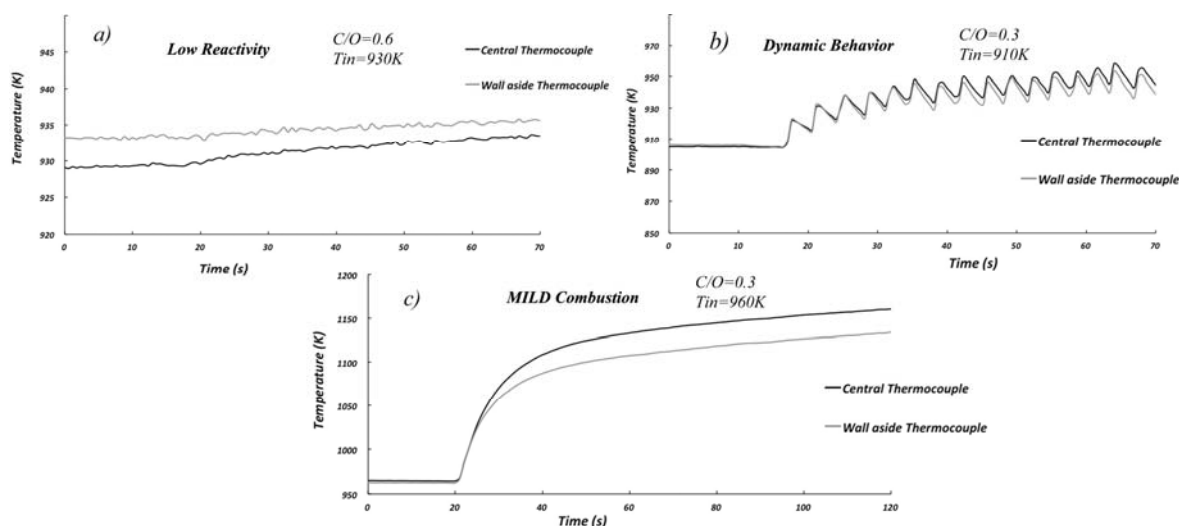 a)
Low Reactivity
C/O=0.6
Tin=930K
Central Thermocouple
Wall aside Thermocouple
Temperature (K)
945
940
935
930
925
920
0 10 20 30 40 50 60 70
Time (s)
b)
Dynamic Behavior
C/O=0.3
Tin=910K
Central Thermocouple
Wall aside Thermocouple
Temperature (K)
970
950
930
910
890
870
850
0 10 20 30 40 50 60 70
Time (s)
c)
MILD Combustion
C/O=0.3
Tin=960K
Central Thermocouple
Wall aside Thermocouple
Temperature (K)
1200
1150
1100
1050
1000
950
0 20 40 60 80 100 120
Time (s)